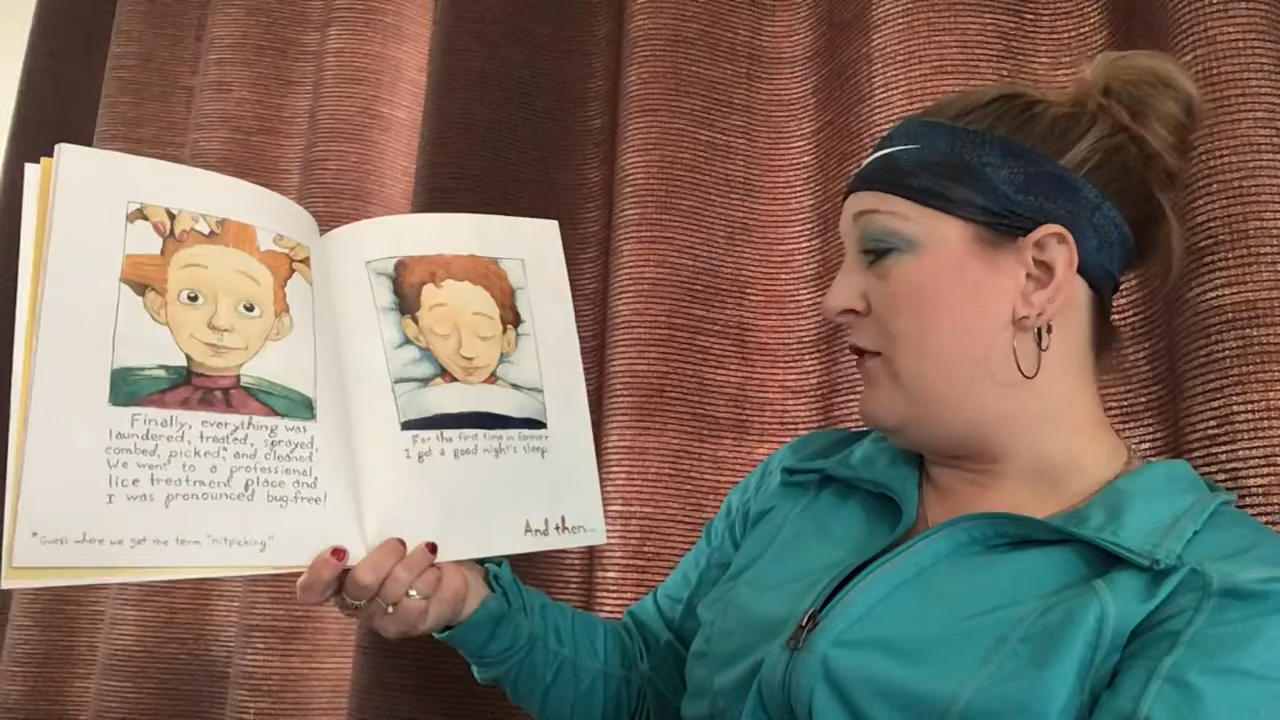 Finally, everything was
laundered, treated, sprayed,
combed, picked*, and cleaned.
We went to a professional
lice treatment place and
I was pronounced bug-free!
*Guess where we get the term "nitpicking"
For the first time in forever
I got a good night's sleep.
And then...